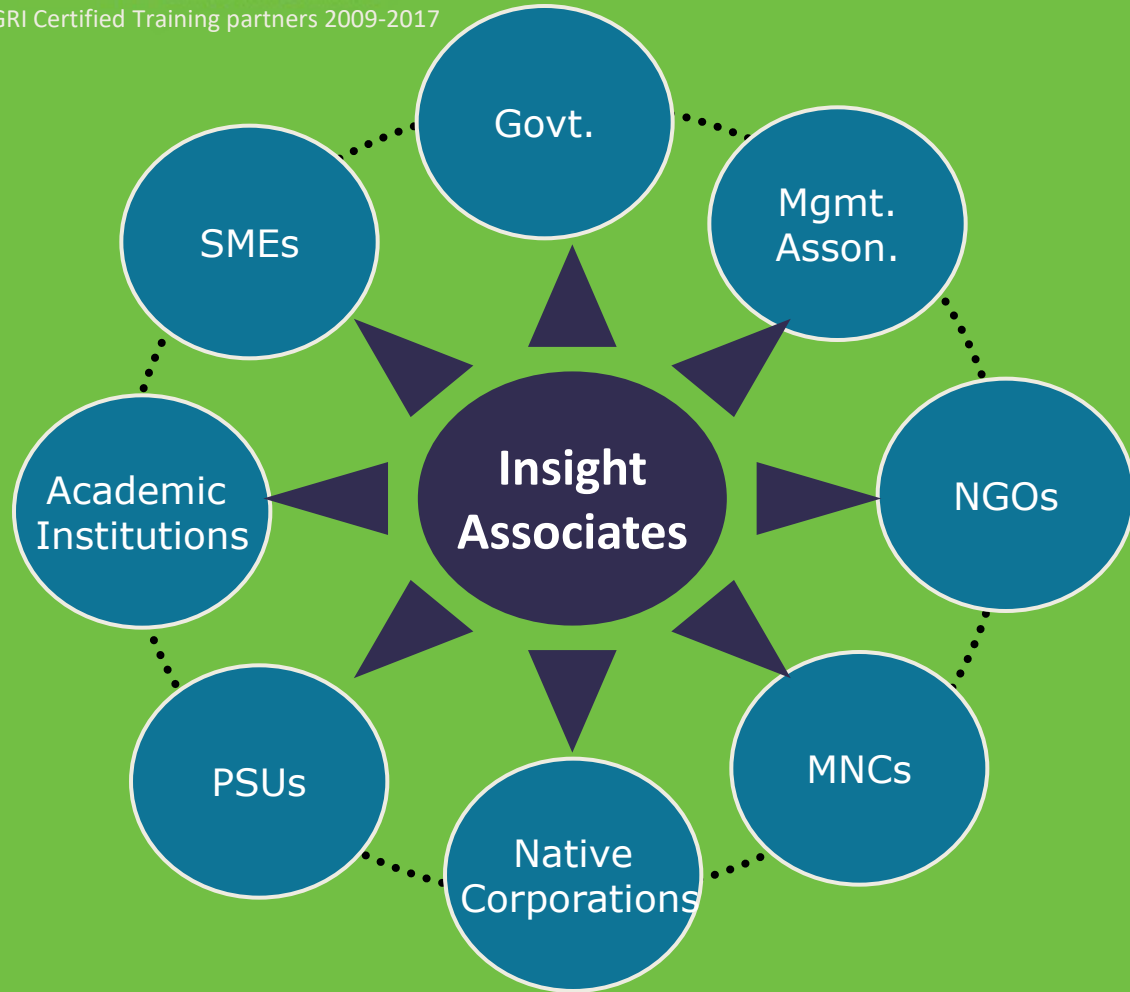 GRI Certified Training partners 2009-2017
Govt.
Mgmt.
Asson.
SMEs
Insight
Associates
Academic
Institutions
NGOs
PSUs
MNCs
Native
Corporations